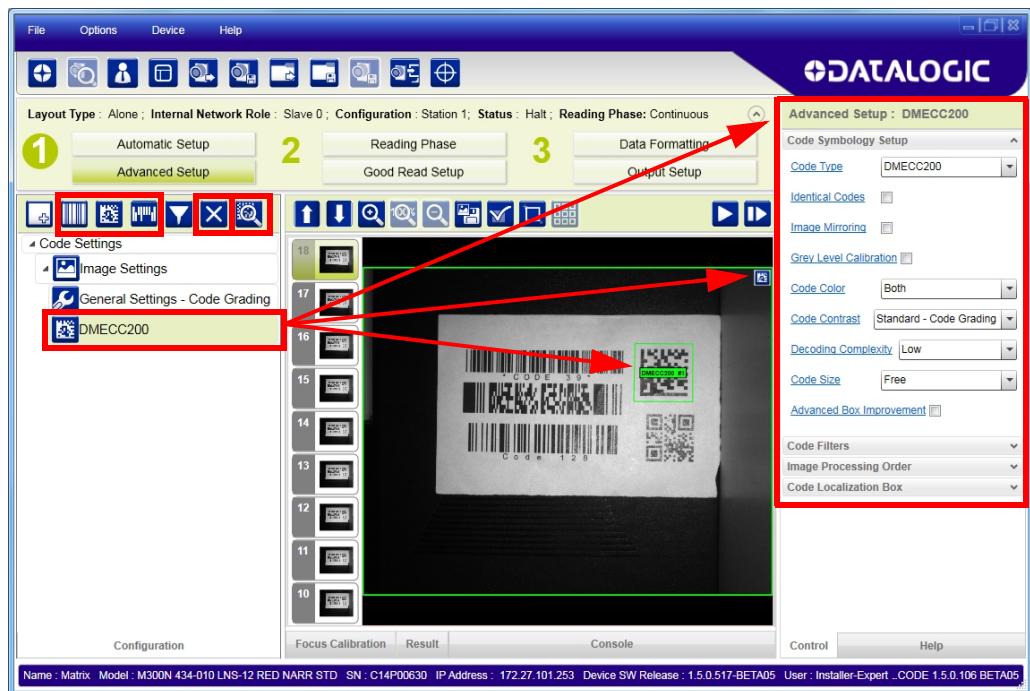 File Options Device Help
DATALOGIC
Layout Type : Alone ; Internal Network Role : Slave 0 ; Configuration : Station 1; Status : Halt ; Reading Phase: Continuous
1 Automatic Setup
Advanced Setup
2 Reading Phase
Good Read Setup
3 Data Formatting
Output Setup
Code Settings
Image Settings
General Settings - Code Grading
DMECC200
Configuration
100%
18
17
16
15
14
13
12
11
10
*CODE 39*
DMECC200 #1
Code 128
Focus Calibration Result Console
Advanced Setup : DMECC200
Code Symbology Setup
Code Type DMECC200
Identical Codes
Image Mirroring
Grey Level Calibration
Code Color Both
Code Contrast Standard - Code Grading
Decoding Complexity Low
Code Size Free
Advanced Box Improvement
Code Filters
Image Processing Order
Code Localization Box
Control Help
Name : Matrix Model : M300N 434-010 LNS-12 RED NARR STD SN : C14P00630 IP Address : 172.27.101.253 Device SW Release : 1.5.0.517-BETA05 User : Installer-Expert _CODE 1.5.0.106 BETA05